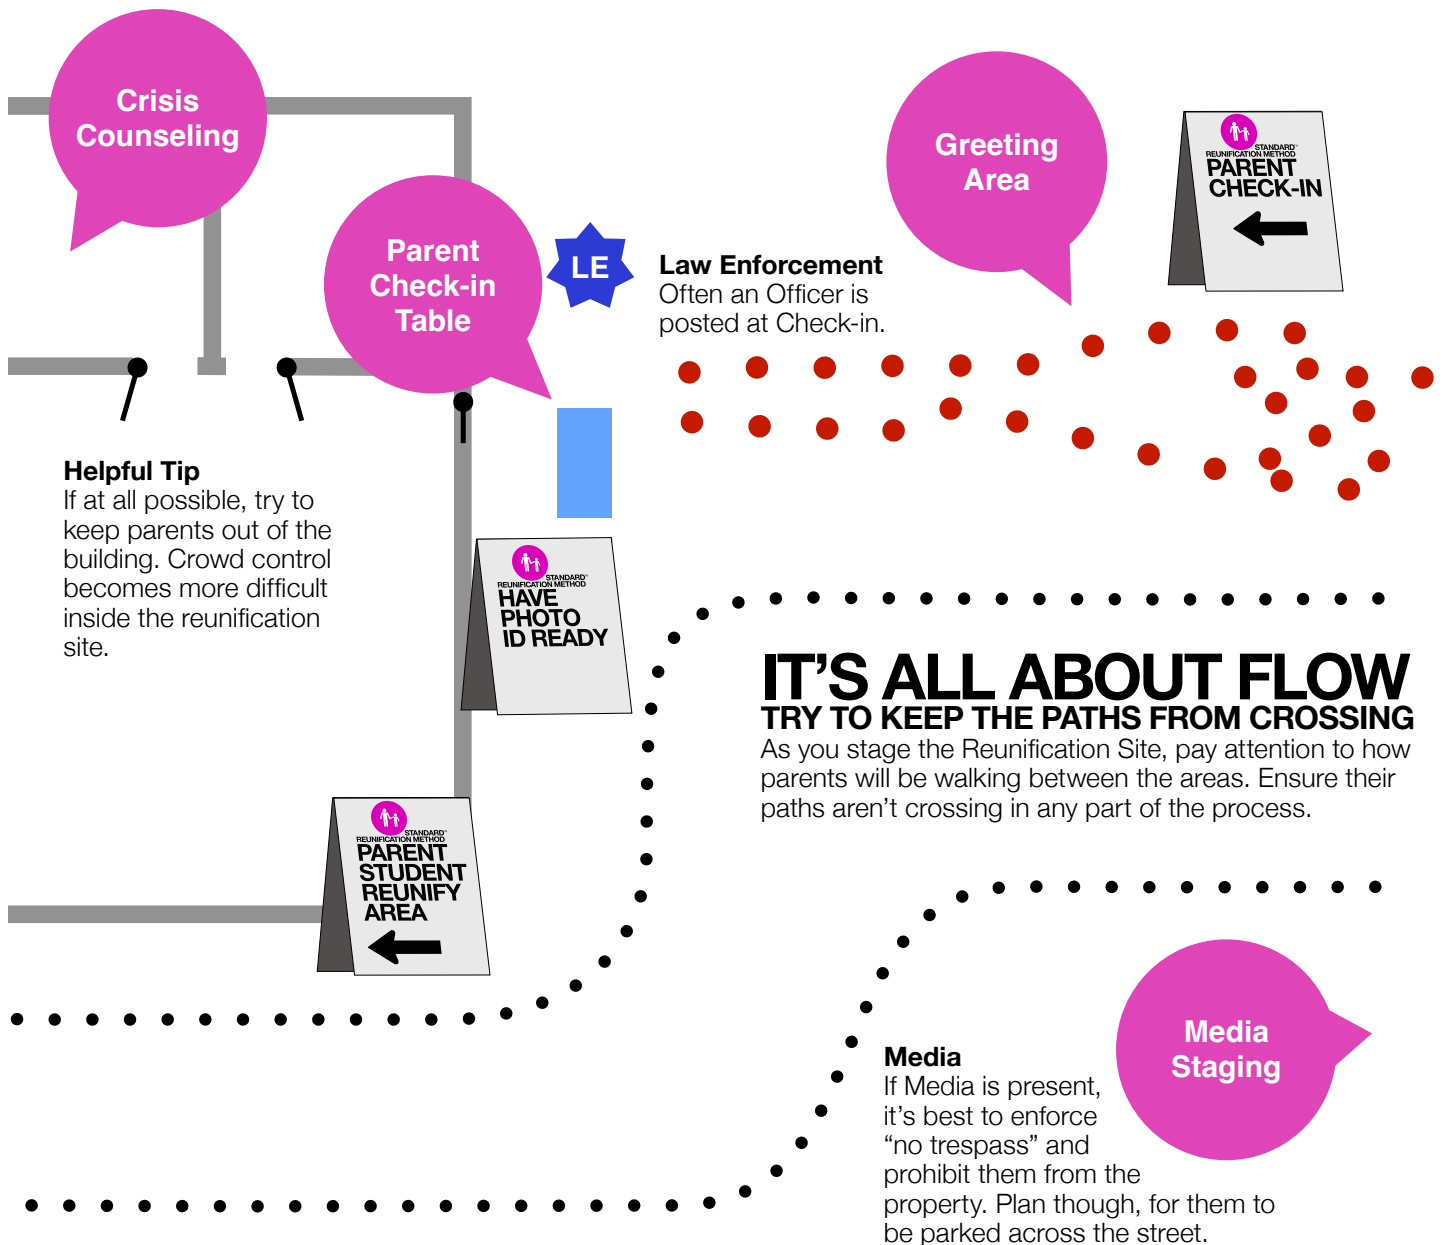 Crisis
Counseling
Parent
Check-in
Table
LE
Law Enforcement
Often an Officer is
posted at Check-in.
Greeting
Area
STANDARD™
REUNIFICATION METHOD
PARENT
CHECK-IN
Helpful Tip
If at all possible, try to
keep parents out of the
building. Crowd control
becomes more difficult
inside the reunification
site.
STANDARD™
REUNIFICATION METHOD
HAVE
PHOTO
ID READY
IT'S ALL ABOUT FLOW
TRY TO KEEP THE PATHS FROM CROSSING
As you stage the Reunification Site, pay attention to how
parents will be walking between the areas. Ensure their
paths aren't crossing in any part of the process.
STANDARD™
REUNIFICATION METHOD
PARENT
STUDENT
REUNIFY
AREA
Media
If Media is present,
it's best to enforce
“no trespass” and
prohibit them from the
property. Plan though, for them to
be parked across the street.
Media
Staging